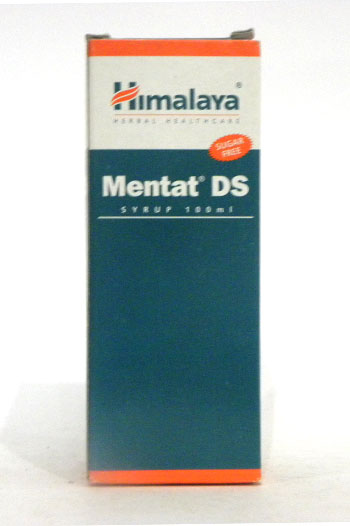 Himalaya®
HERBAL HEALTHCARE
SUGAR
FREE
Mentat® DS
SYRUP 100ml